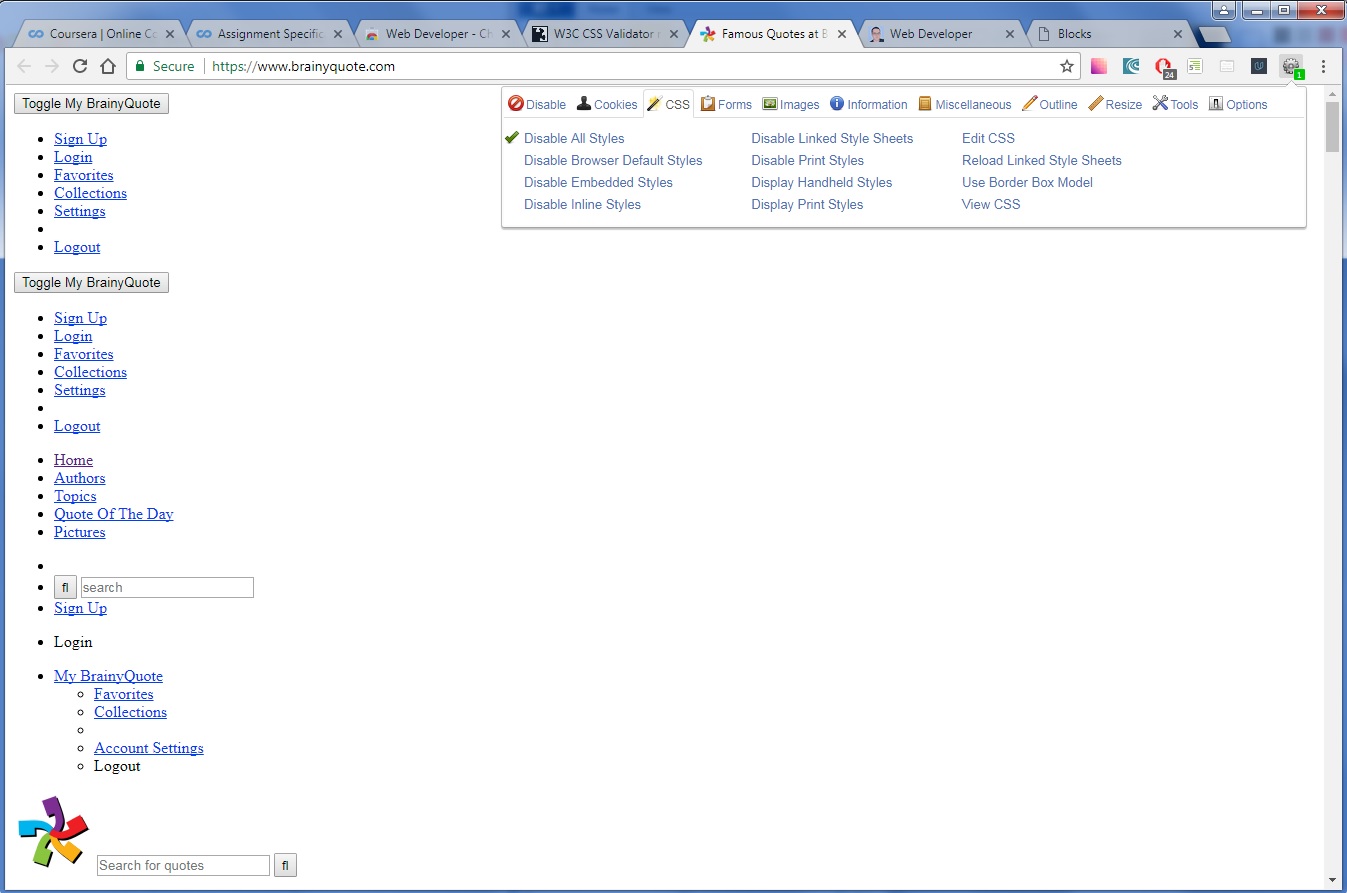 Coursera | Online Co
Assignment Specific
Web Developer - Ch
W3C CSS Validator r
Famous Quotes at B
Web Developer
Blocks
Secure
https://www.brainyquote.com
24
1
Toggle My BrainyQuote
Disable Cookies CSS Forms Images Information Miscellaneous Outline Resize Tools Options
Disable All Styles Disable Linked Style Sheets Edit CSS
Disable Browser Default Styles Disable Print Styles Reload Linked Style Sheets
Disable Embedded Styles Display Handheld Styles Use Border Box Model
Disable Inline Styles Display Print Styles View CSS
Sign Up
Login
Favorites
Collections
Settings
Logout
Toggle My BrainyQuote
Sign Up
Login
Favorites
Collections
Settings
Logout
Home
Authors
Topics
Quote Of The Day
Pictures
fl search
Sign Up
Login
My BrainyQuote
Favorites
Collections
Account Settings
Logout
Search for quotes fl